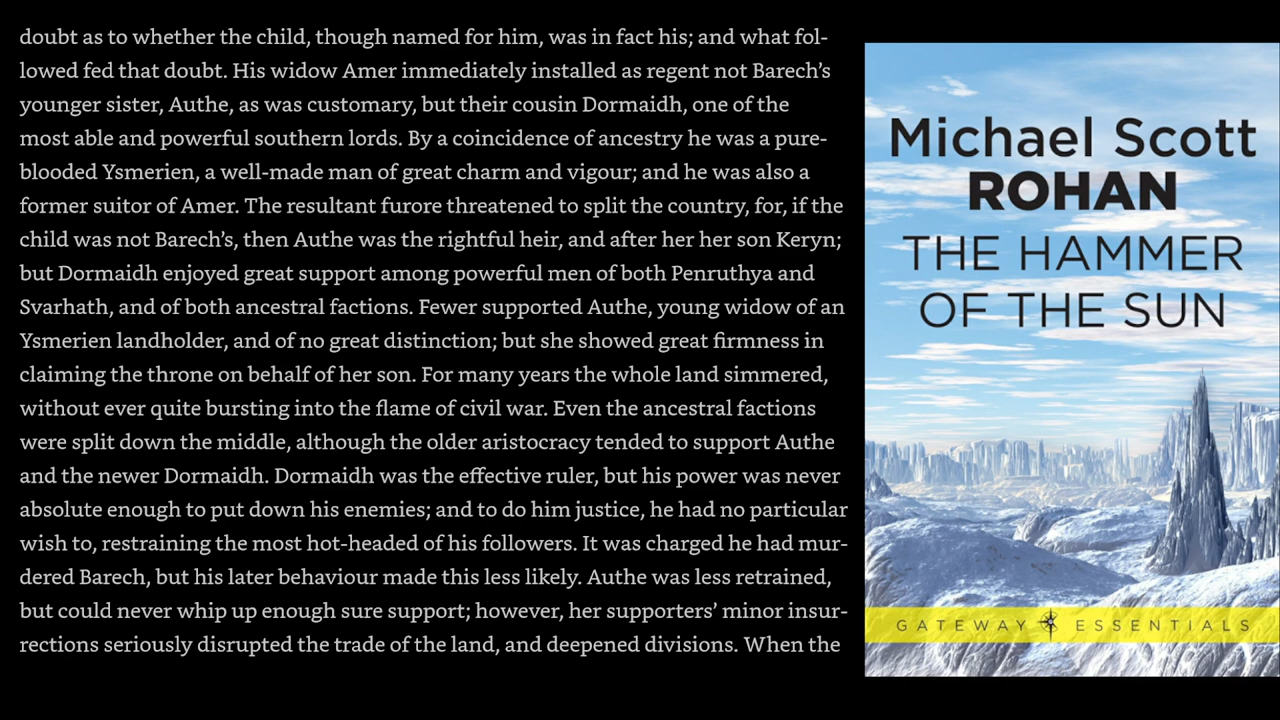 doubt as to whether the child, though named for him, was in fact his; and what fol-
lowed fed that doubt. His widow Amer immediately installed as regent not Barech’s
younger sister, Authe, as was customary, but their cousin Dormaidh, one of the
most able and powerful southern lords. By a coincidence of ancestry he was a pure-
blooded Ysmerien, a well-made man of great charm and vigour; and he was also a
former suitor of Amer. The resultant furore threatened to split the country, for, if the
child was not Barech’s, then Authe was the rightful heir, and after her her son Keryn;
but Dormaidh enjoyed great support among powerful men of both Penruthya and
Svarhath, and of both ancestral factions. Fewer supported Authe, young widow of an
Ysmerien landholder, and of no great distinction; but she showed great firmness in
claiming the throne on behalf of her son. For many years the whole land simmered,
without ever quite bursting into the flame of civil war. Even the ancestral factions
were split down the middle, although the older aristocracy tended to support Authe
and the newer Dormaidh. Dormaidh was the effective ruler, but his power was never
absolute enough to put down his enemies; and to do him justice, he had no particular
wish to, restraining the most hot-headed of his followers. It was charged he had mur-
dered Barech, but his later behaviour made this less likely. Authe was less retrained,
but could never whip up enough sure support; however, her supporters’ minor insur-
rections seriously disrupted the trade of the land, and deepened divisions. When the
Michael Scott
ROHAN
THE HAMMER
OF THE SUN
GATEWAY ESSENTIALS